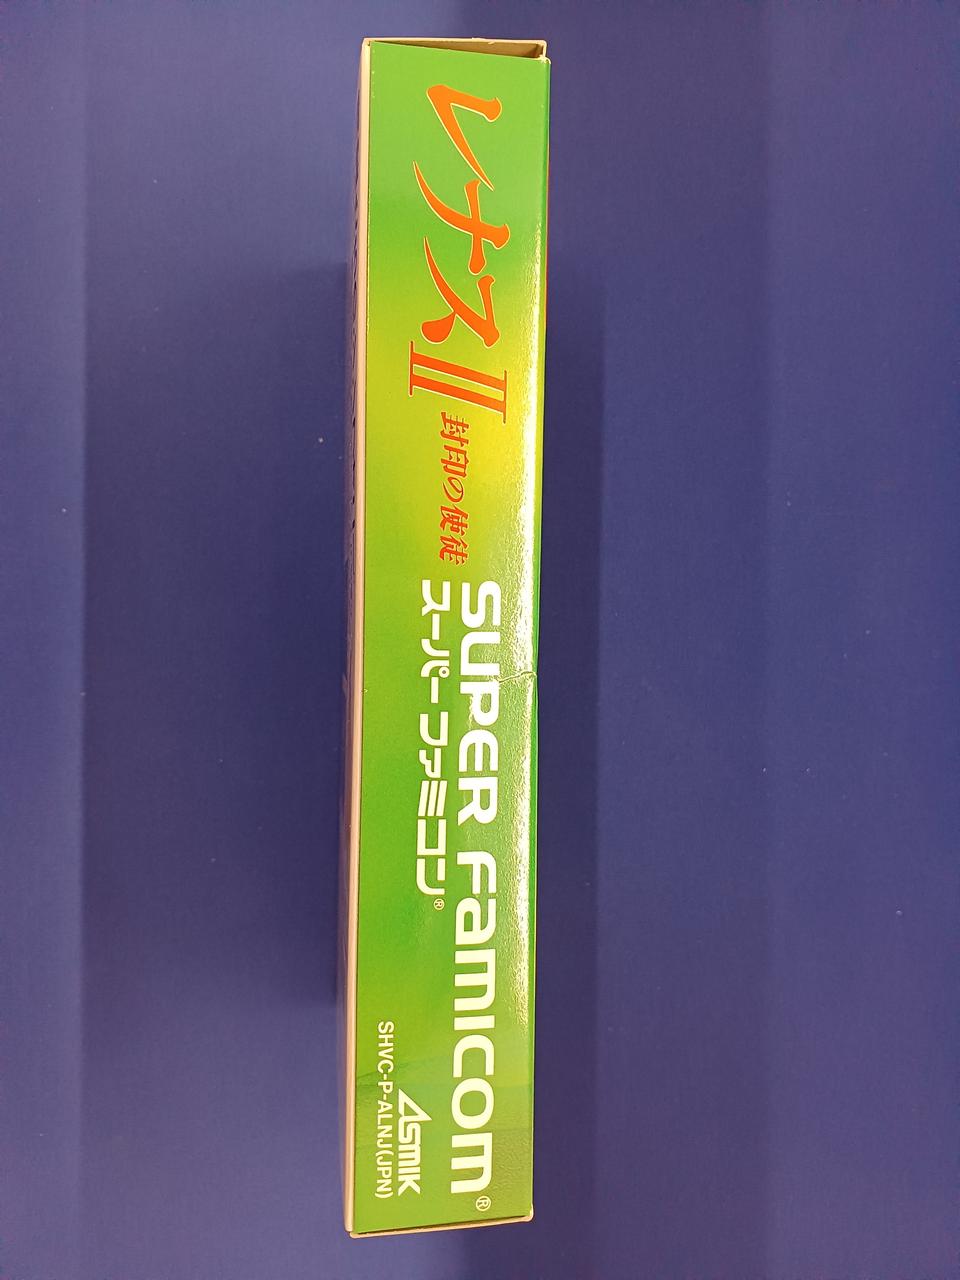 レナスⅡ
封印の使徒
SUPER FamICOm®
スーパーファミコン®
ASMIK
SHVC-P-ALNJ(JPN)